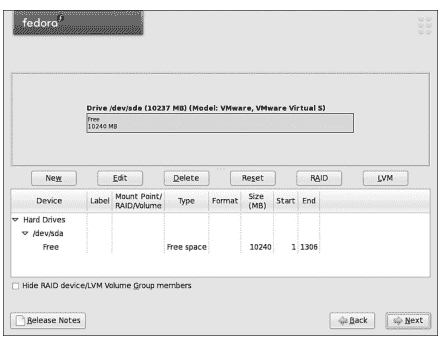 fedora
Drive /dev/sda (10237 MB) (Model: VMware, VMware Virtual S)
Free
10240 MB
New Edit Delete Reset RAID LVM
Device Label Mount Point/ RAID/Volume Type Format Size (MB) Start End
Hard Drives
/dev/sda
Free Free space 10240 1 1306
Hide RAID device/LVM Volume Group members
Release Notes Back Next